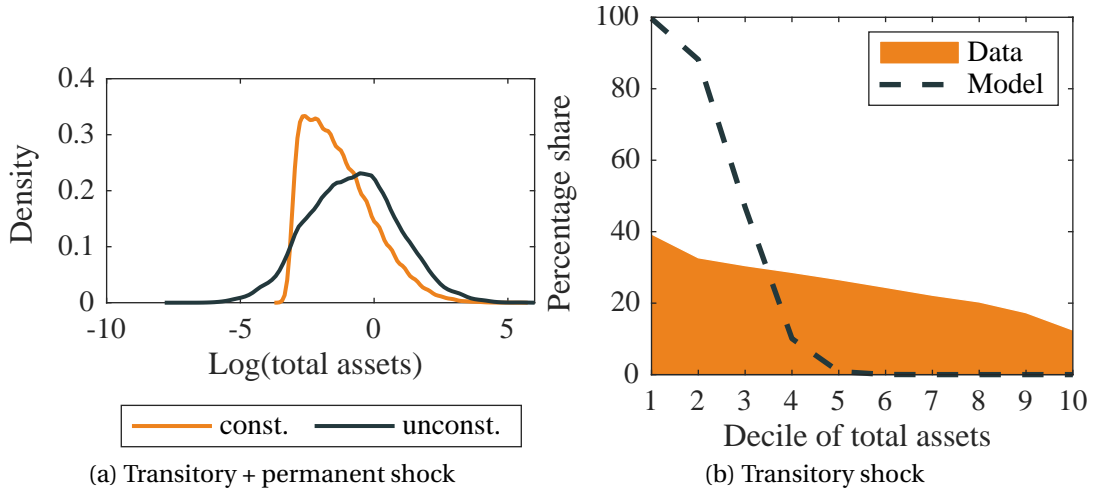 0.4
0.3
0.2
0.1
0
Density
-10 -5 0 5
Log(total assets)
const. unconst.
(a) Transitory + permanent shock
100
80
60
40
20
0
Percentage share
Data
Model
1 2 3 4 5 6 7 8 9 10
Decile of total assets
(b) Transitory shock